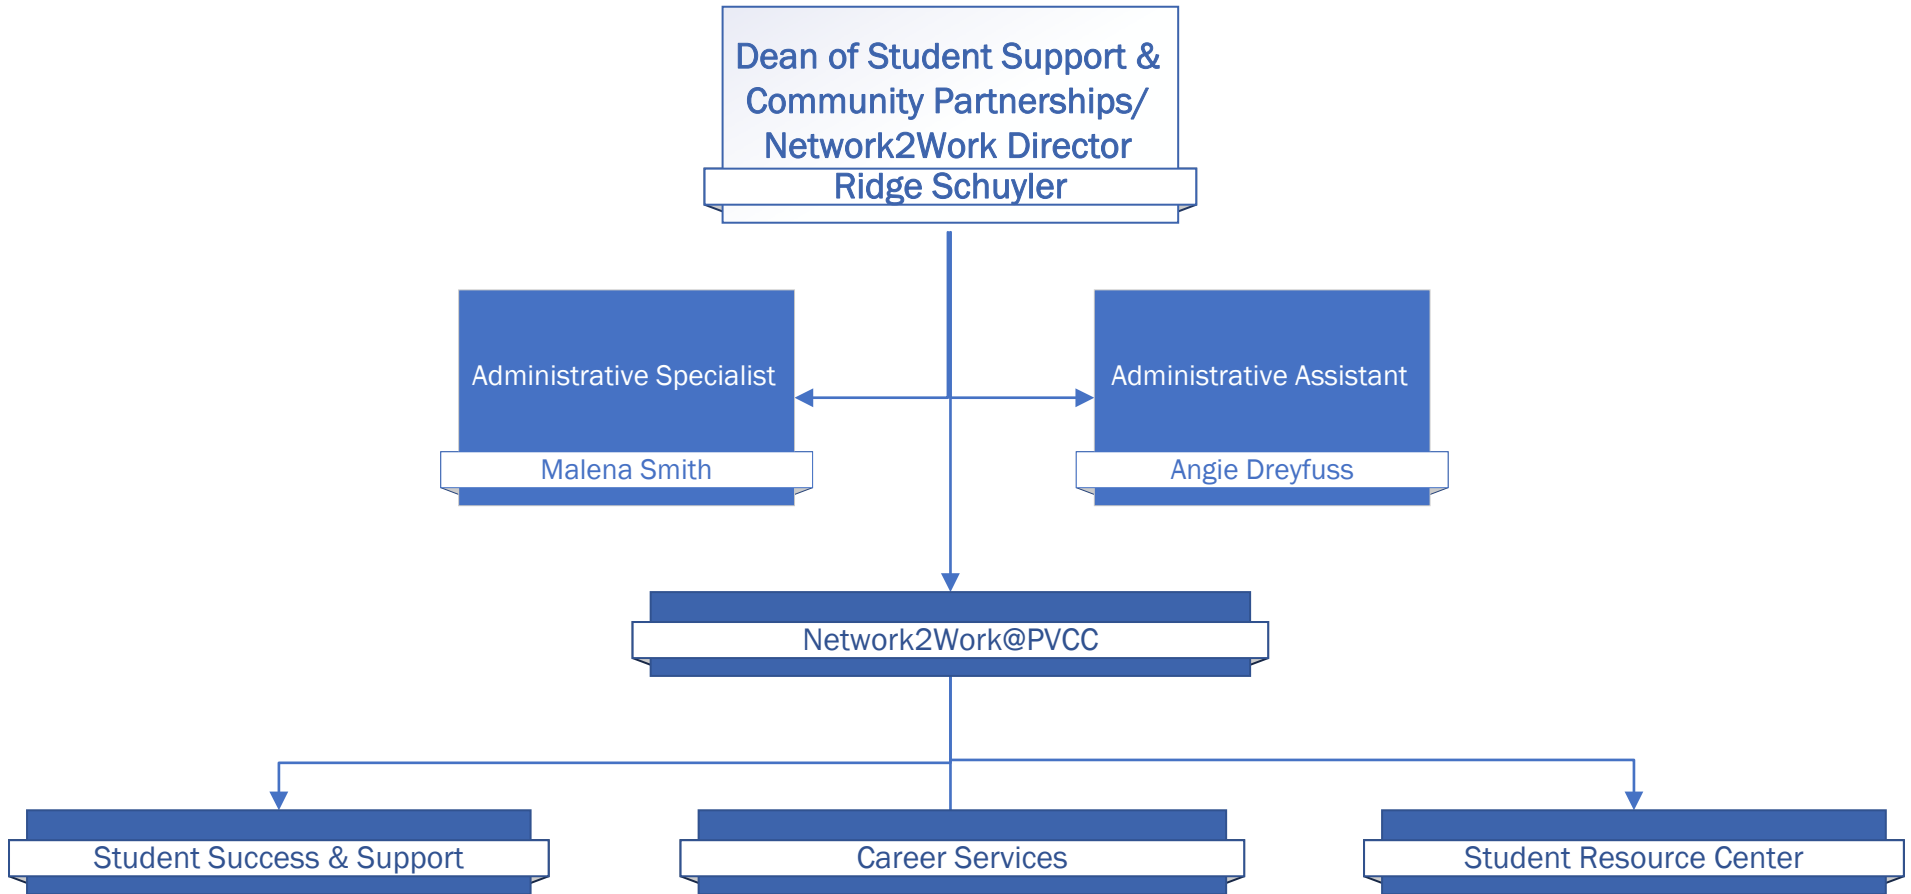 Dean of Student Support &
Community Partnerships/
Network2Work Director
Ridge Schuyler
Administrative Specialist
Administrative Assistant
Malena Smith
Angie Dreyfuss
Network2Work@PVCC
Student Success & Support
Career Services
Student Resource Center